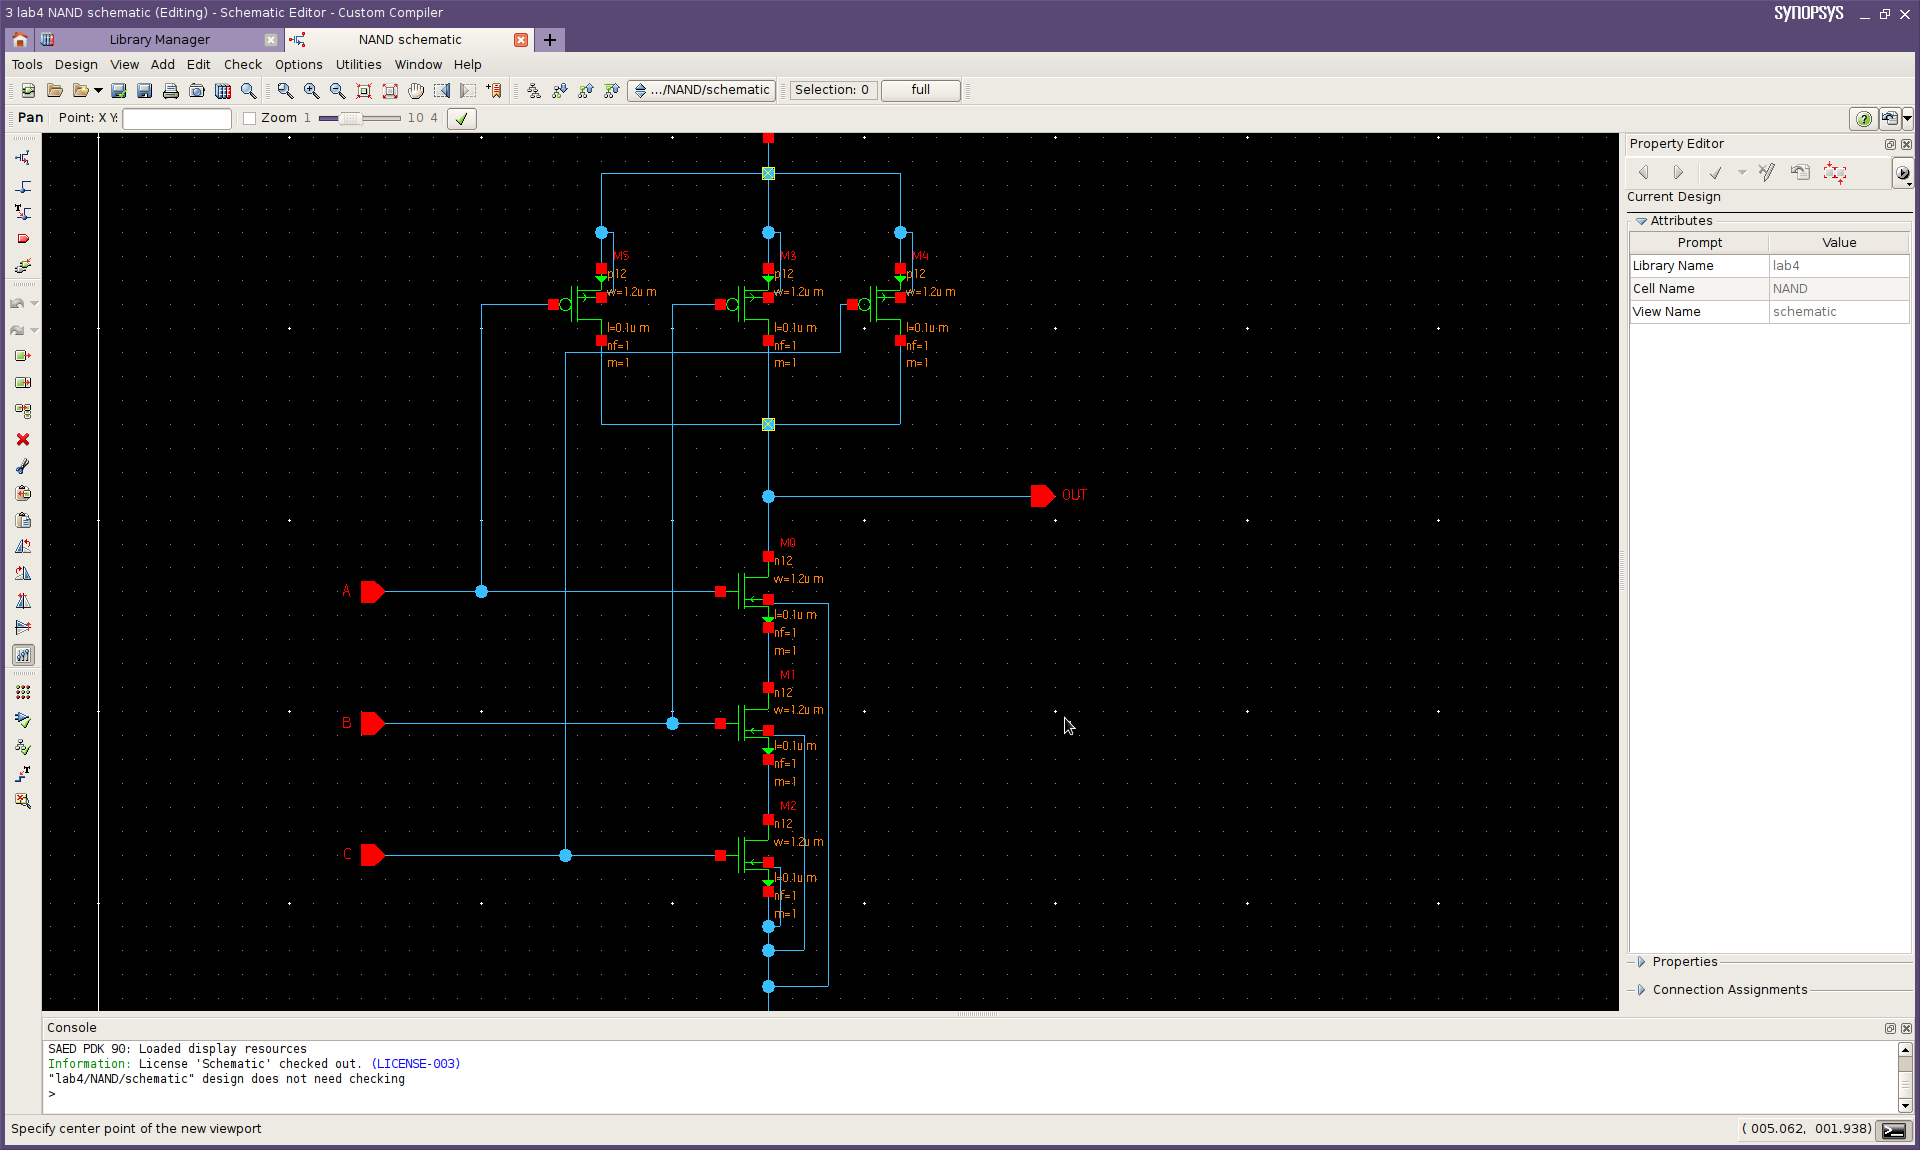 3 lab4 NAND schematic (Editing) - Schematic Editor - Custom Compiler
SYNOPSYS
Library Manager
NAND schematic
Tools Design View Add Edit Check Options Utilities Window Help
.../NAND/schematic
Selection: 0
full
Pan Point: X Y: Zoom 1 10 4
M5
p12
w=1.2u m
l=0.1u m
nf=1
m=1
M3
p12
w=1.2u m
l=0.1u m
nf=1
m=1
M4
p12
w=1.2u m
l=0.1u m
nf=1
m=1
OUT
M0
n12
w=1.2u m
l=0.1u m
nf=1
m=1
A
M1
n12
w=1.2u m
l=0.1u m
nf=1
m=1
B
M2
n12
w=1.2u m
l=0.1u m
nf=1
m=1
C
Property Editor
Current Design
Attributes
Prompt Value
Library Name lab4
Cell Name NAND
View Name schematic
Properties
Connection Assignments
Console
SAED PDK 90: Loaded display resources
Information: License 'Schematic' checked out. (LICENSE-003)
"lab4/NAND/schematic" design does not need checking
>
Specify center point of the new viewport
( 005.062, 001.938)